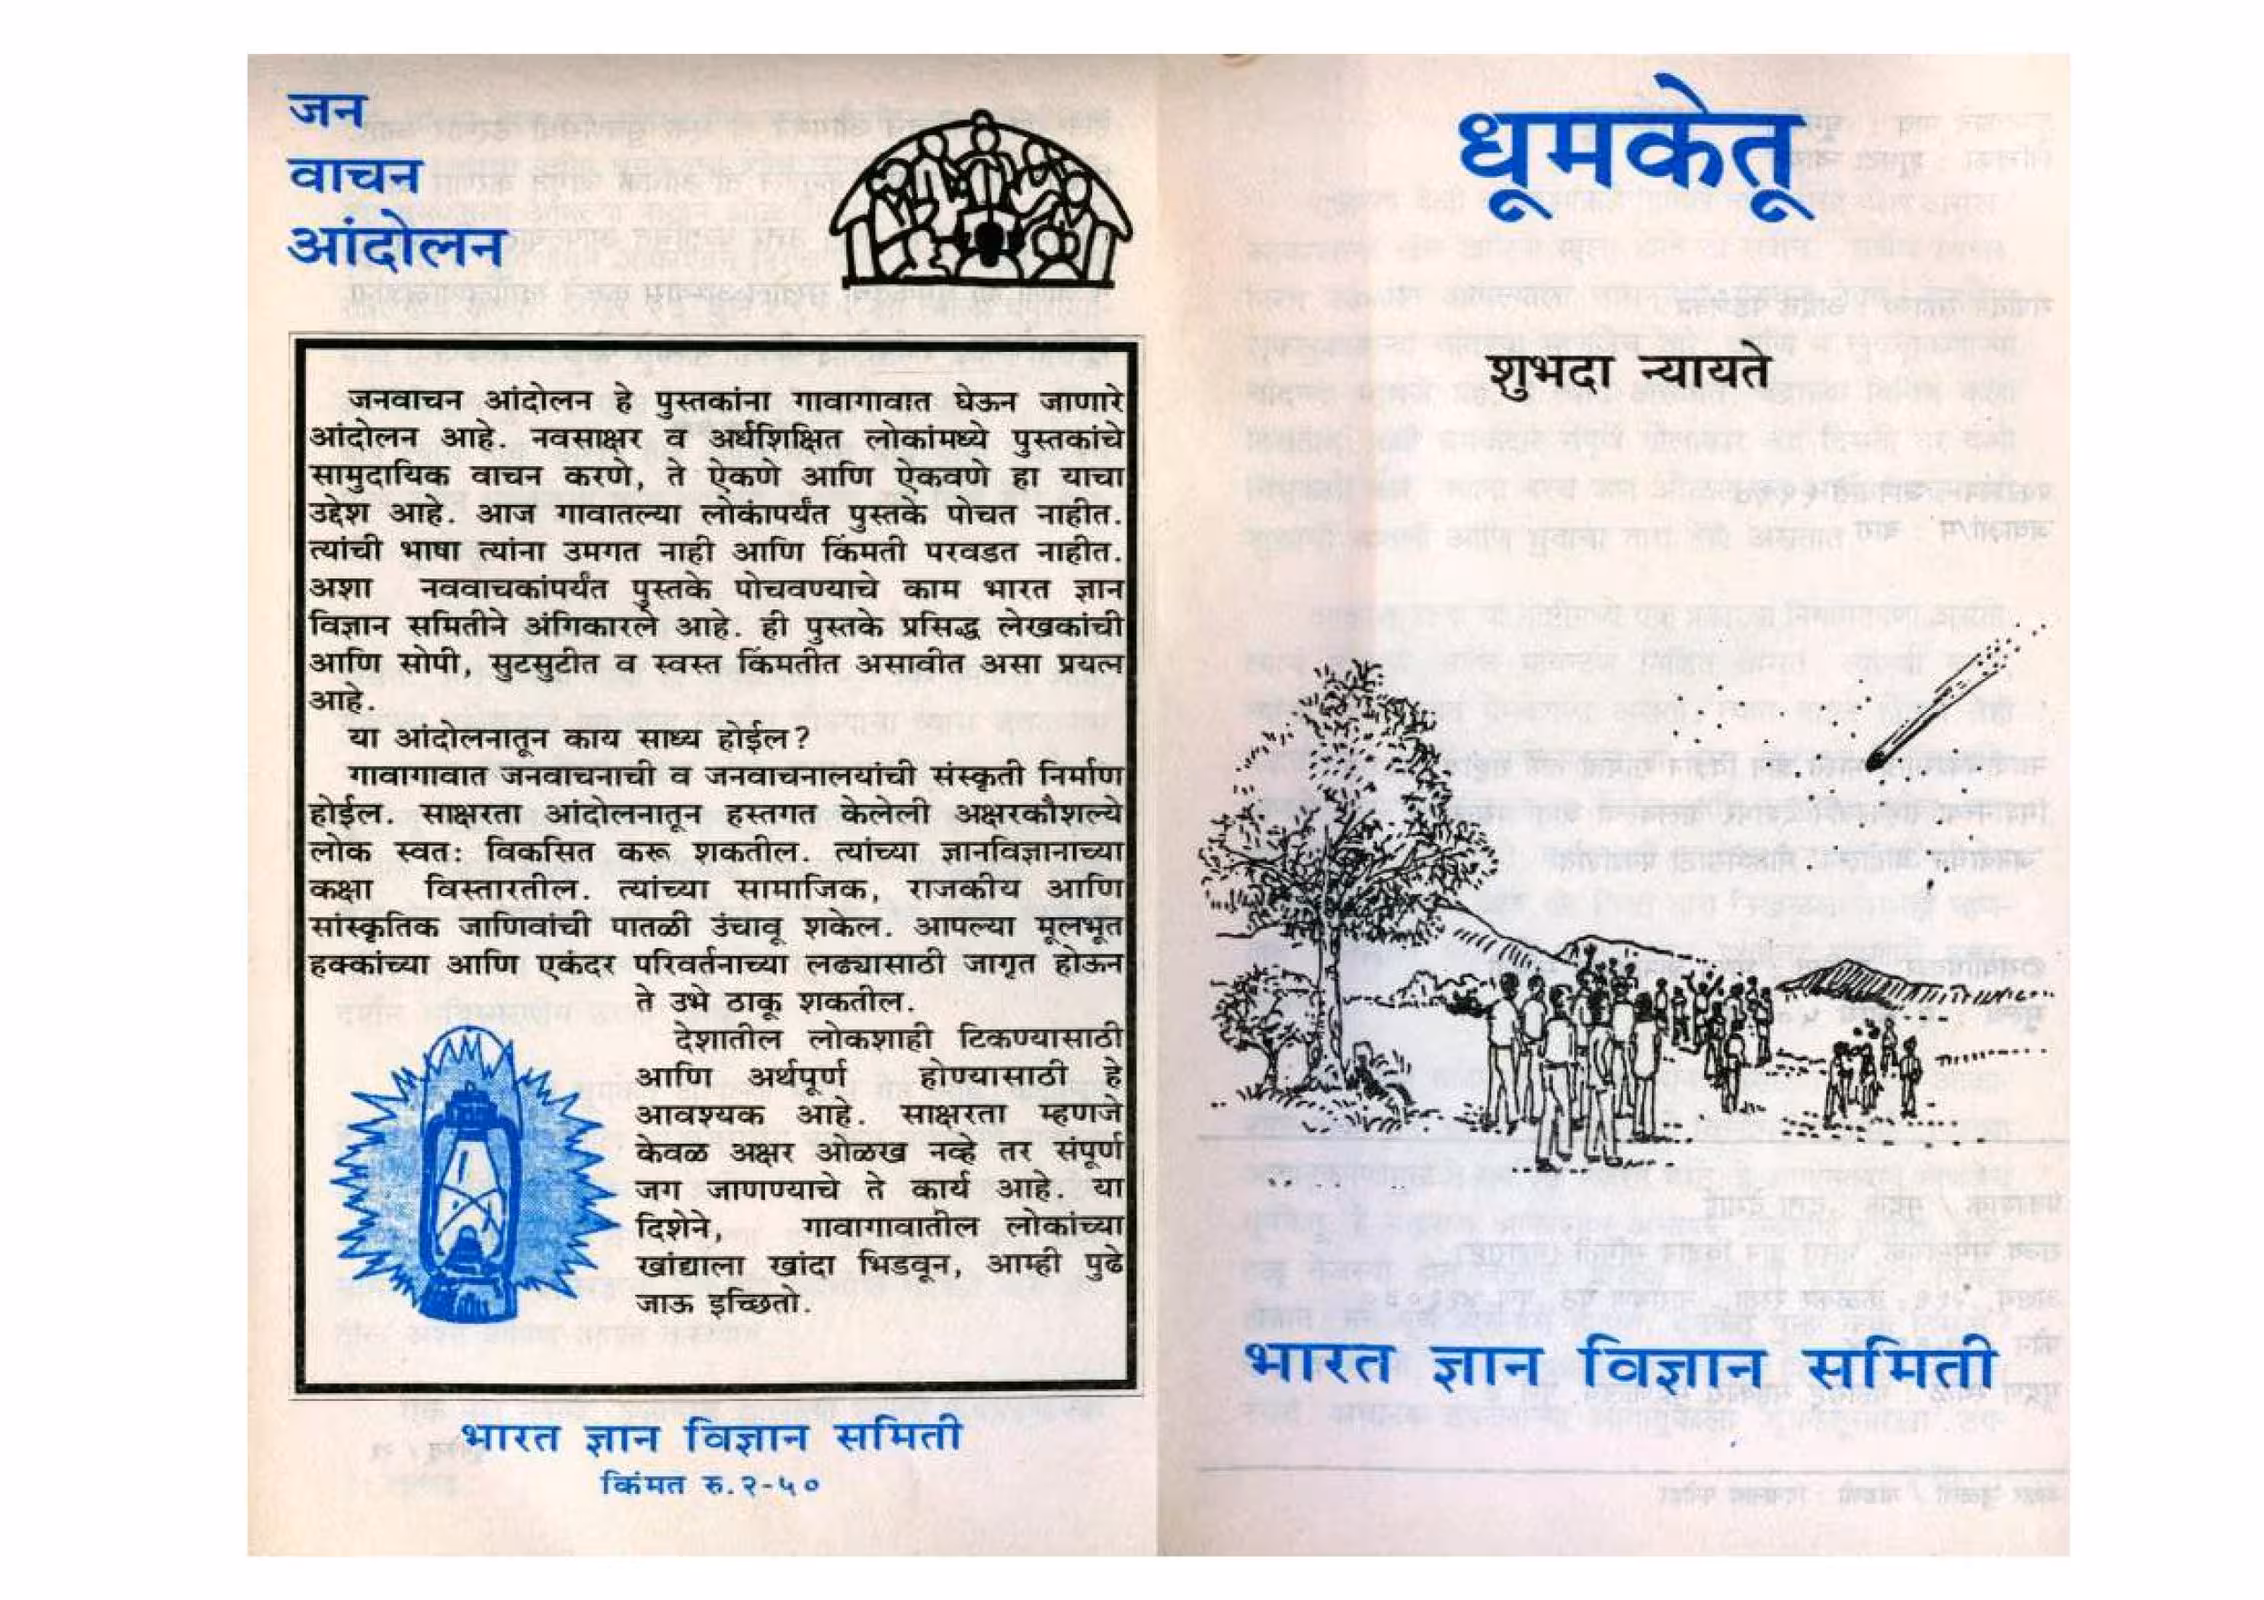 जन
वाचन
आंदोलन
जनवाचन आंदोलन हे पुस्तकांना गावागावात घेऊन जाणारे
आंदोलन आहे. नवसाक्षर व अर्धशिक्षित लोकांमध्ये पुस्तकांचे
सामुदायिक वाचन करणे, ते ऐकणे आणि ऐकवणे हा याचा
उद्देश आहे. आज गावातल्या लोकांपर्यंत पुस्तके पोचत नाहीत.
त्यांची भाषा त्यांना उमगत नाही आणि किंमती परवडत नाहीत.
अशा नववाचकांपर्यंत पुस्तके पोचवण्याचे काम भारत ज्ञान
विज्ञान समितीने अंगिकारले आहे. ही पुस्तके प्रसिद्ध लेखकांची
आणि सोपी, सुटसुटीत व स्वस्त किंमतीत असावीत असा प्रयत्न
आहे.
या आंदोलनातून काय साध्य होईल?
गावागावात जनवाचनाची व जनवाचनालयांची संस्कृती निर्माण
होईल. साक्षरता आंदोलनातून हस्तगत केलेली अक्षरकौशल्ये
लोक स्वतः विकसित करू शकतील. त्यांच्या ज्ञानविज्ञानाच्या
कक्षा विस्तारतील. त्यांच्या सामाजिक, राजकीय आणि
सांस्कृतिक जाणिवांची पातळी उंचावू शकेल. आपल्या मूलभूत
हक्कांच्या आणि एकंदर परिवर्तनाच्या लढ्यासाठी जागृत होऊन
ते उभे ठाकू शकतील.
देशातील लोकशाही टिकण्यासाठी
आणि अर्थपूर्ण होण्यासाठी हे
आवश्यक आहे. साक्षरता म्हणजे
केवळ अक्षर ओळख नव्हे तर संपूर्ण
जग जाणण्याचे ते कार्य आहे. या
दिशेने, गावागावातील लोकांच्या
खांद्याला खांदा भिडवून, आम्ही पुढे
जाऊ इच्छितो.
भारत ज्ञान विज्ञान समिती
किंमत रु.२-५०
धूमकेतू
शुभदा न्यायते
भारत ज्ञान विज्ञान समिती